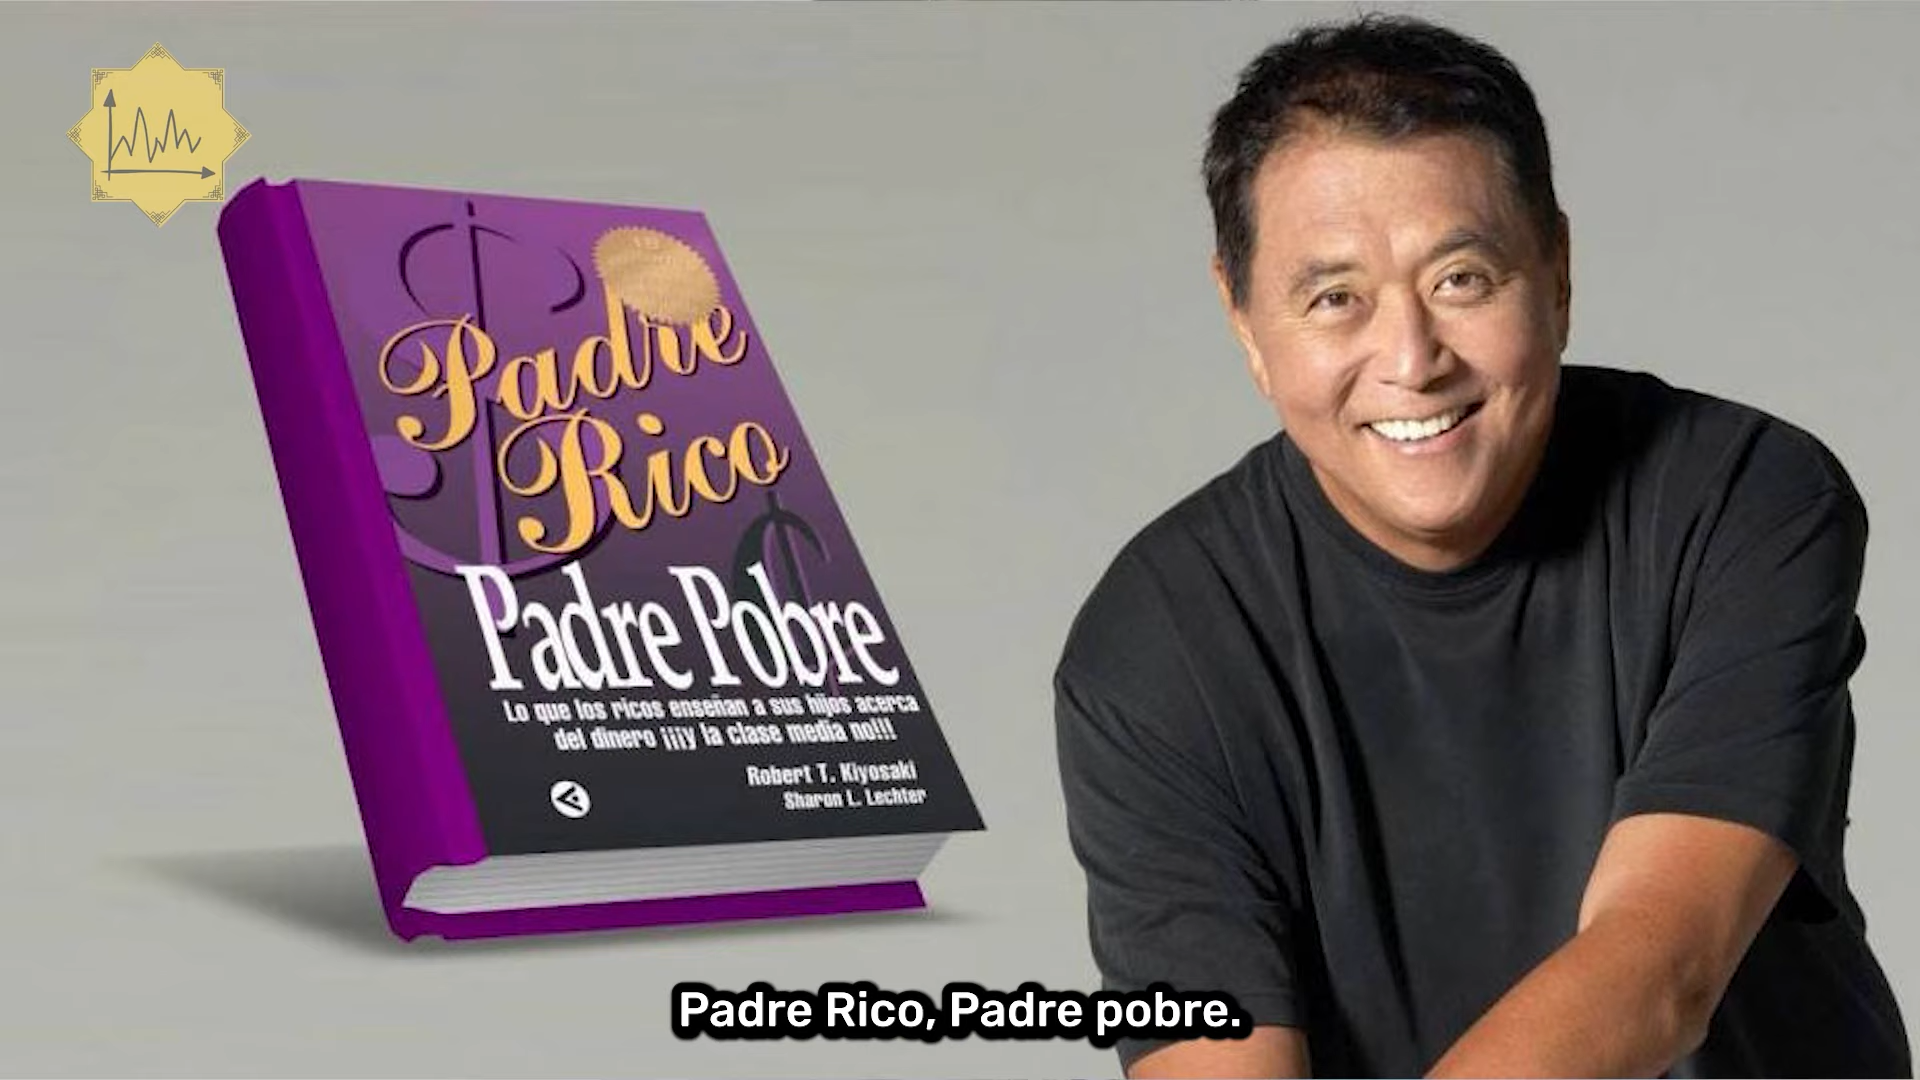 Padre
Rico
Padre Pobre
Lo que los ricos enseñan a sus hijos acerca
del dinero ¡¡¡y la clase media no!!!
Robert T. Kiyosaki
Sharon L. Lechter
Padre Rico, Padre pobre.